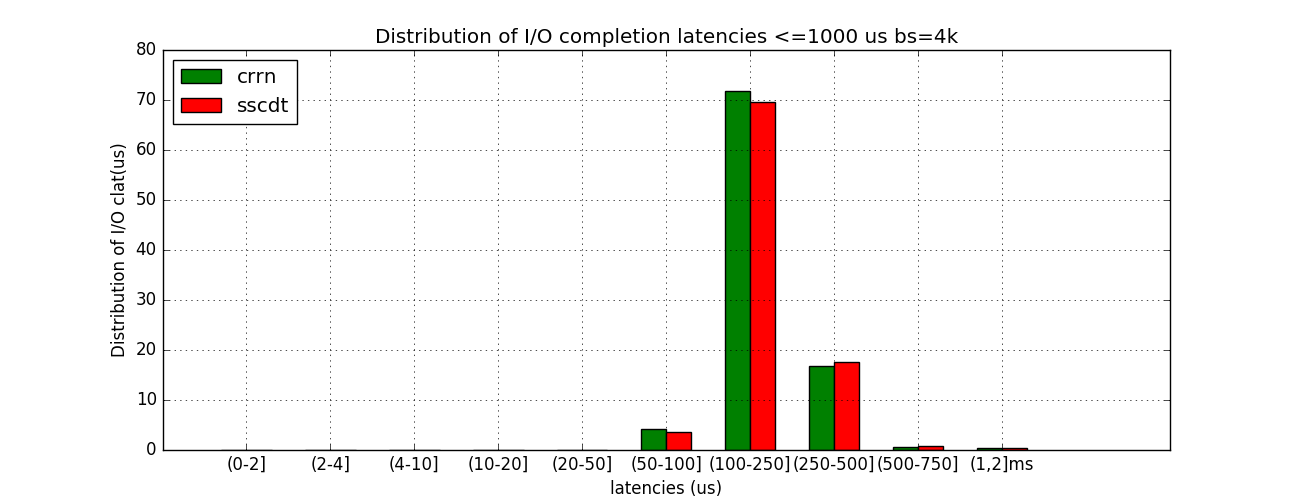 Distribution of I/O completion latencies <=1000 us bs=4k
80
70
60
50
40
30
20
10
0
Distribution of I/O clat(us)
crrn
sscdt
(0-2] (2-4] (4-10] (10-20] (20-50] (50-100] (100-250] (250-500] (500-750] (1,2]ms
latencies (us)